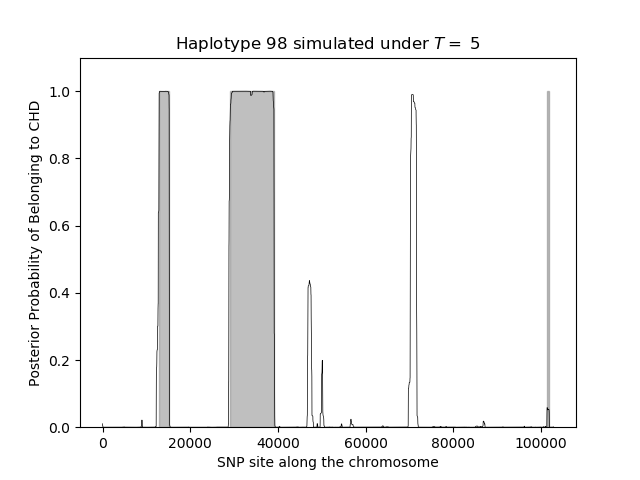 Haplotype 98 simulated under T = 5
Posterior Probability of Belonging to CHD
1.0
0.8
0.6
0.4
0.2
0.0
0 20000 40000 60000 80000 100000
SNP site along the chromosome